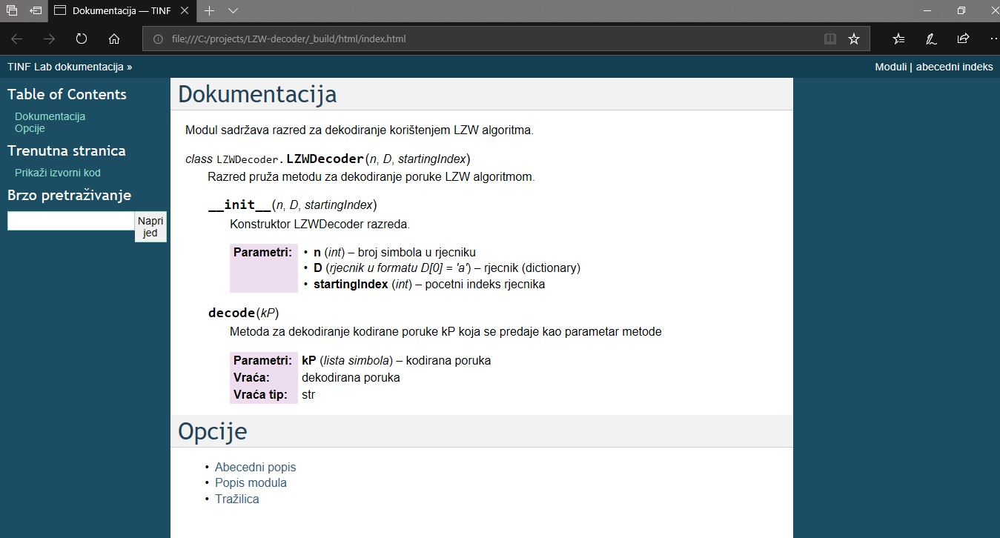 Dokumentacija — TINF
file:///C:/projects/LZW-decoder/_build/html/index.html
TINF Lab dokumentacija »
Moduli | abecedni indeks
Table of Contents
Dokumentacija
Opcije
Trenutna stranica
Prikaži izvorni kod
Brzo pretraživanje
Napri
jed
Dokumentacija
Modul sadržava razred za dekodiranje korištenjem LZW algoritma.
class LZWDecoder.LZWDecoder(n, D, startingIndex)
Razred pruža metodu za dekodiranje poruke LZW algoritmom.
__init__(n, D, startingIndex)
Konstruktor LZWDecoder razreda.
Parametri: • n (int) – broj simbola u rjecniku
• D (rjecnik u formatu D[0] = 'a') – rjecnik (dictionary)
• startingIndex (int) – pocetni indeks rjecnika
decode(kP)
Metoda za dekodiranje kodirane poruke kP koja se predaje kao parametar metode
Parametri: kP (lista simbola) – kodirana poruka
Vraća: dekodirana poruka
Vraća tip: str
Opcije
• Abecedni popis
• Popis modula
• Tražilica